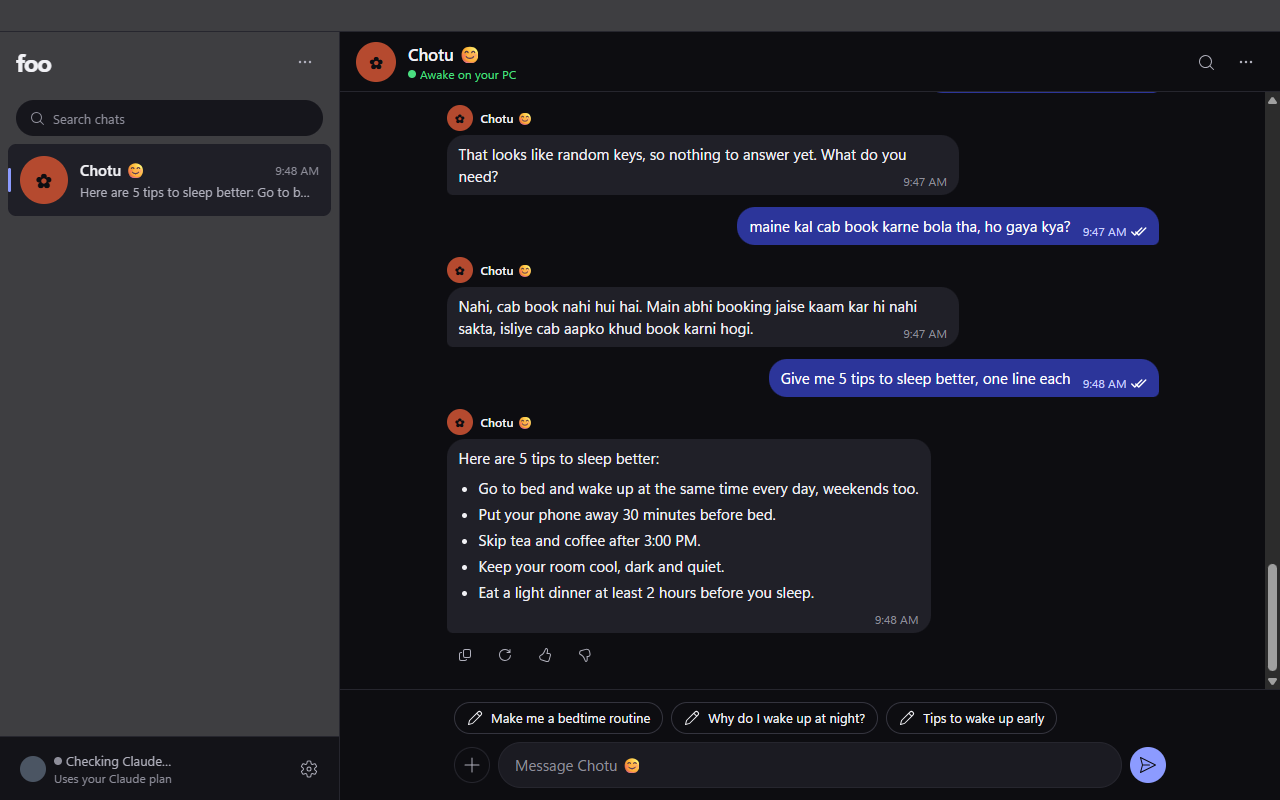 foo
Search chats
Chotu 😊
9:48 AM
Here are 5 tips to sleep better: Go to b...
Checking Claude...
Uses your Claude plan
Chotu 😊
Awake on your PC
Chotu 😊
That looks like random keys, so nothing to answer yet. What do you
need?
9:47 AM
maine kal cab book karne bola tha, ho gaya kya?
9:47 AM
Chotu 😊
Nahi, cab book nahi hui hai. Main abhi booking jaise kaam kar hi nahi
sakta, isliye cab aapko khud book karni hogi.
9:47 AM
Give me 5 tips to sleep better, one line each
9:48 AM
Chotu 😊
Here are 5 tips to sleep better:
• Go to bed and wake up at the same time every day, weekends too.
• Put your phone away 30 minutes before bed.
• Skip tea and coffee after 3:00 PM.
• Keep your room cool, dark and quiet.
• Eat a light dinner at least 2 hours before you sleep.
9:48 AM
Make me a bedtime routine
Why do I wake up at night?
Tips to wake up early
Message Chotu 😊